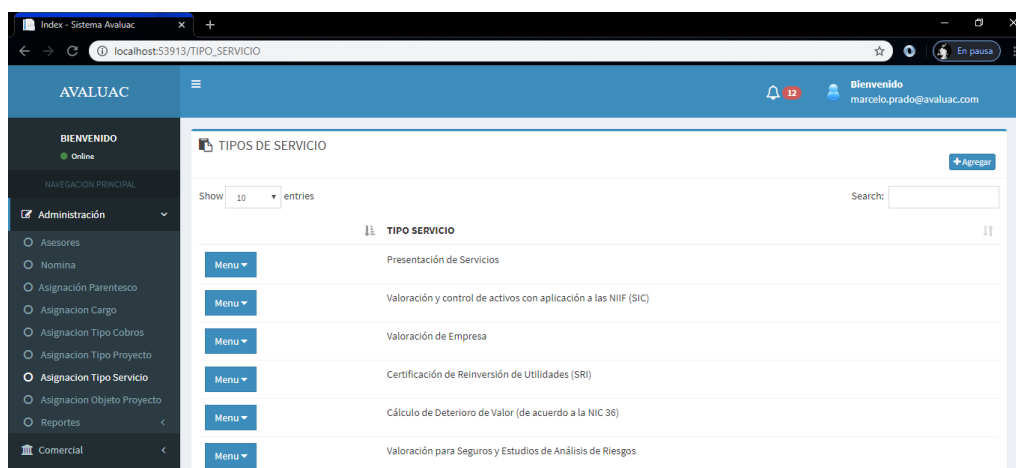 Index - Sistema Avaluac
localhost:53913/TIPO_SERVICIO
En pausa
AVALUAC
12
Bienvenido
marcelo.prado@avaluac.com
BIENVENIDO
Online
NAVEGACION PRINCIPAL
Administración
Asesores
Nomina
Asignación Parentesco
Asignacion Cargo
Asignacion Tipo Cobros
Asignacion Tipo Proyecto
Asignacion Tipo Servicio
Asignacion Objeto Proyecto
Reportes
Comercial
TIPOS DE SERVICIO
Agregar
Show 10 entries
Search:
TIPO SERVICIO
Menu Presentación de Servicios
Menu Valoración y control de activos con aplicación a las NIIF (SIC)
Menu Valoración de Empresa
Menu Certificación de Reinversión de Utilidades (SRI)
Menu Cálculo de Deterioro de Valor (de acuerdo a la NIC 36)
Menu Valoración para Seguros y Estudios de Análisis de Riesgos